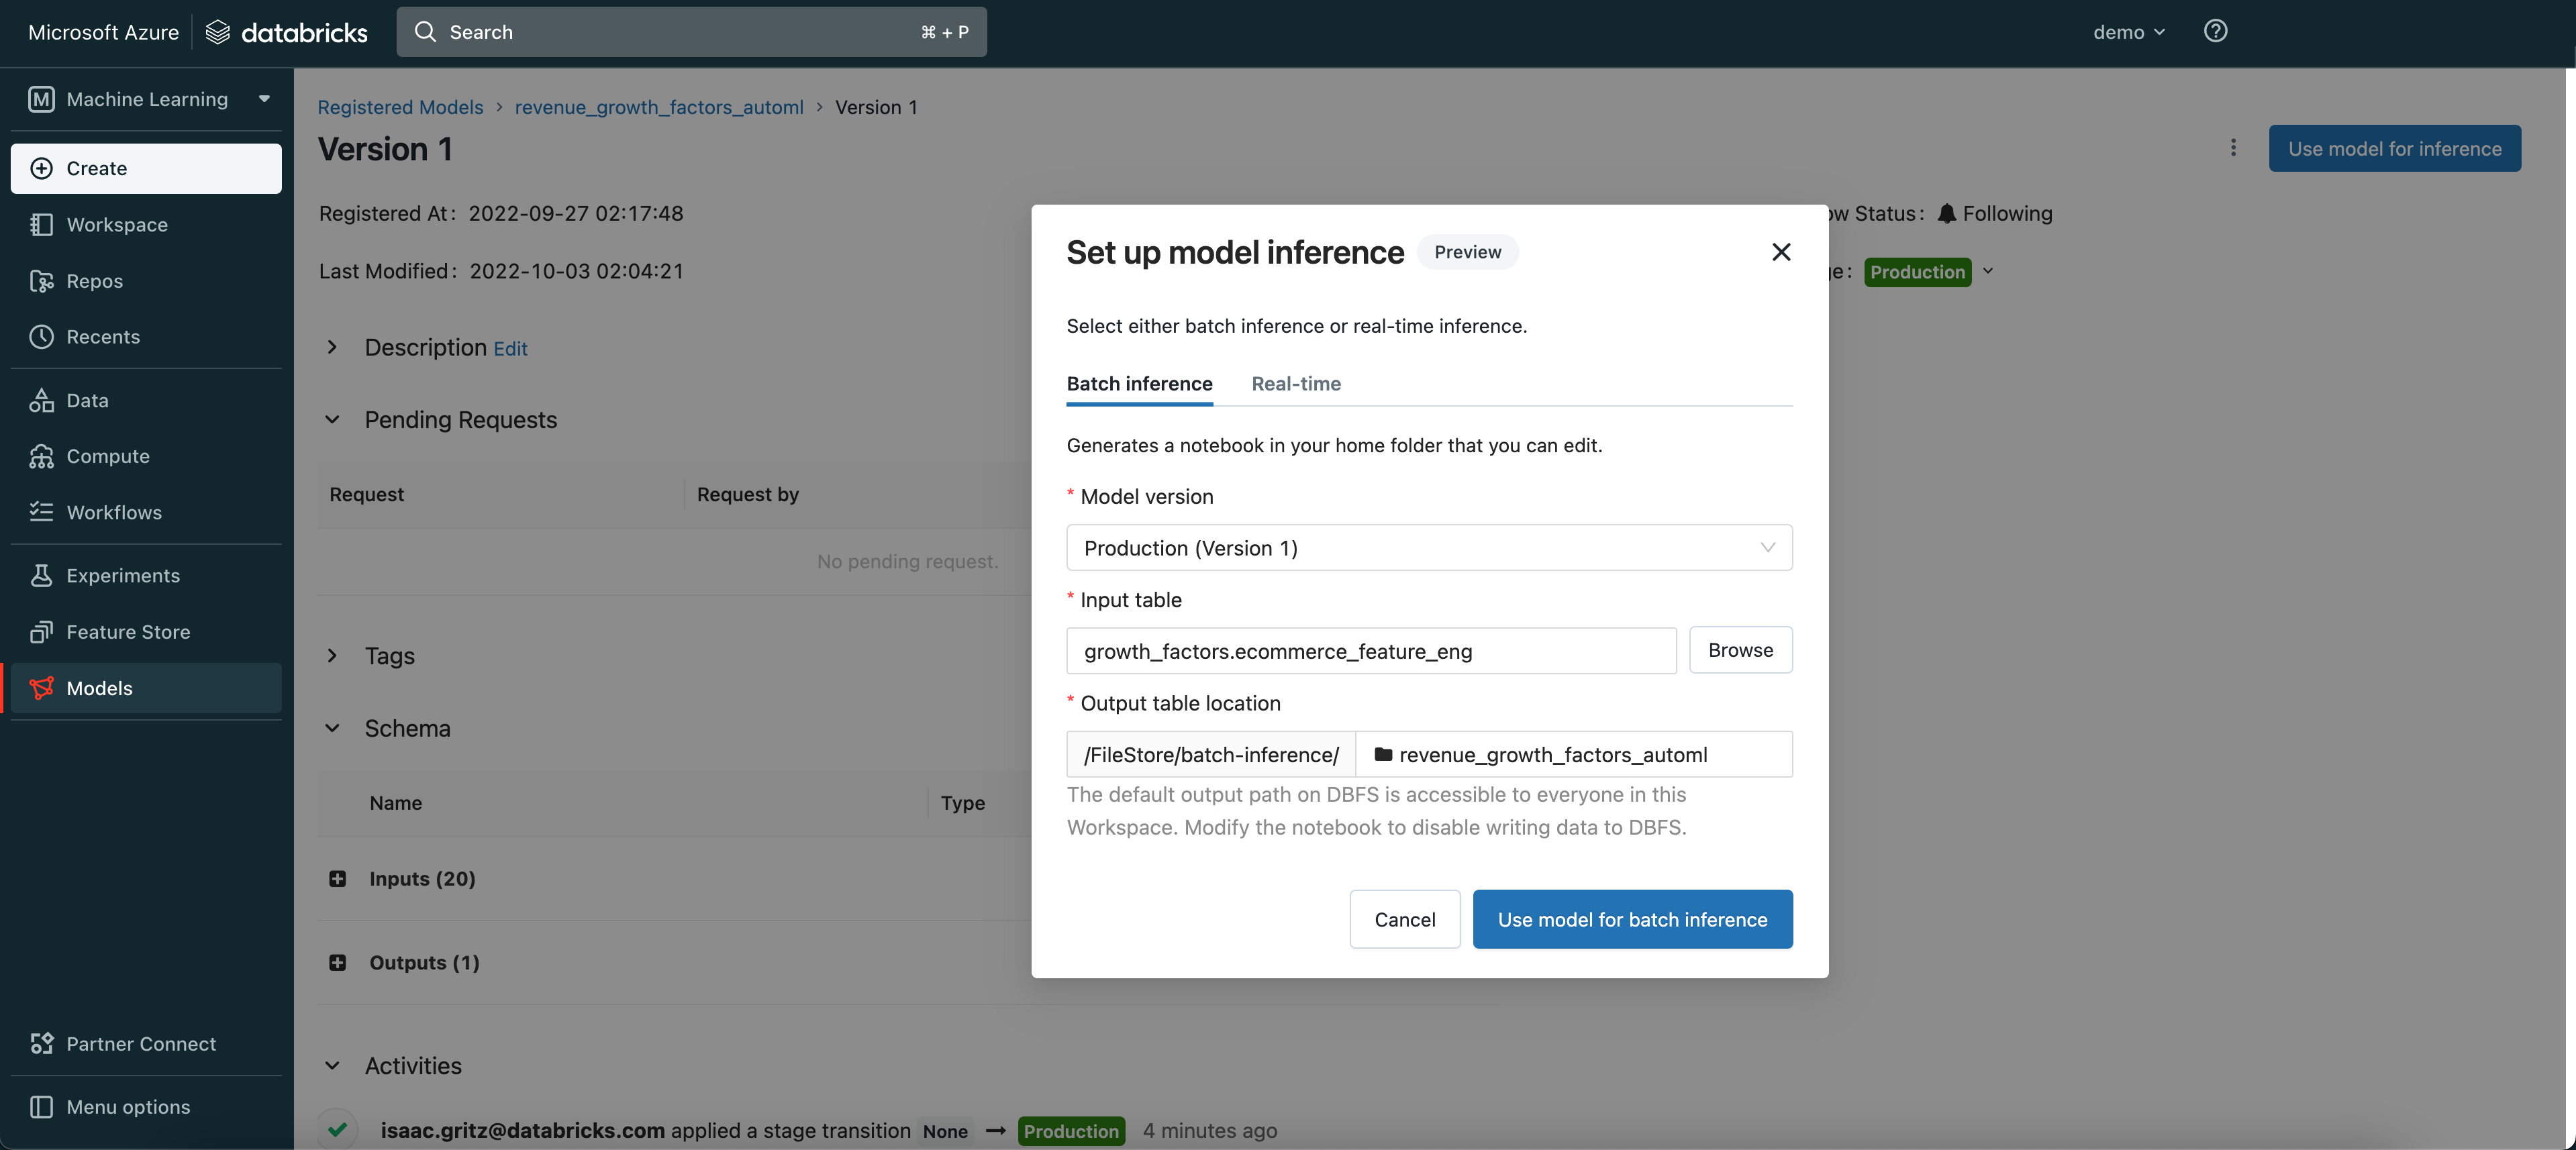 Microsoft Azure databricks Search ⌘ + P demo
M Machine Learning
Create
Workspace
Repos
Recents
Data
Compute
Workflows
Experiments
Feature Store
Models
Partner Connect
Menu options
Registered Models > revenue_growth_factors_automl > Version 1
Version 1
Use model for inference
Registered At: 2022-09-27 02:17:48
ow Status: Following
Last Modified: 2022-10-03 02:04:21
ge: Production
Description Edit
Pending Requests
Request Request by
No pending request.
Tags
Schema
Name Type
Inputs (20)
Outputs (1)
Activities
isaac.gritz@databricks.com applied a stage transition None → Production 4 minutes ago
Set up model inference Preview
Select either batch inference or real-time inference.
Batch inference Real-time
Generates a notebook in your home folder that you can edit.
* Model version
Production (Version 1)
* Input table
growth_factors.ecommerce_feature_eng Browse
* Output table location
/FileStore/batch-inference/ revenue_growth_factors_automl
The default output path on DBFS is accessible to everyone in this
Workspace. Modify the notebook to disable writing data to DBFS.
Cancel Use model for batch inference